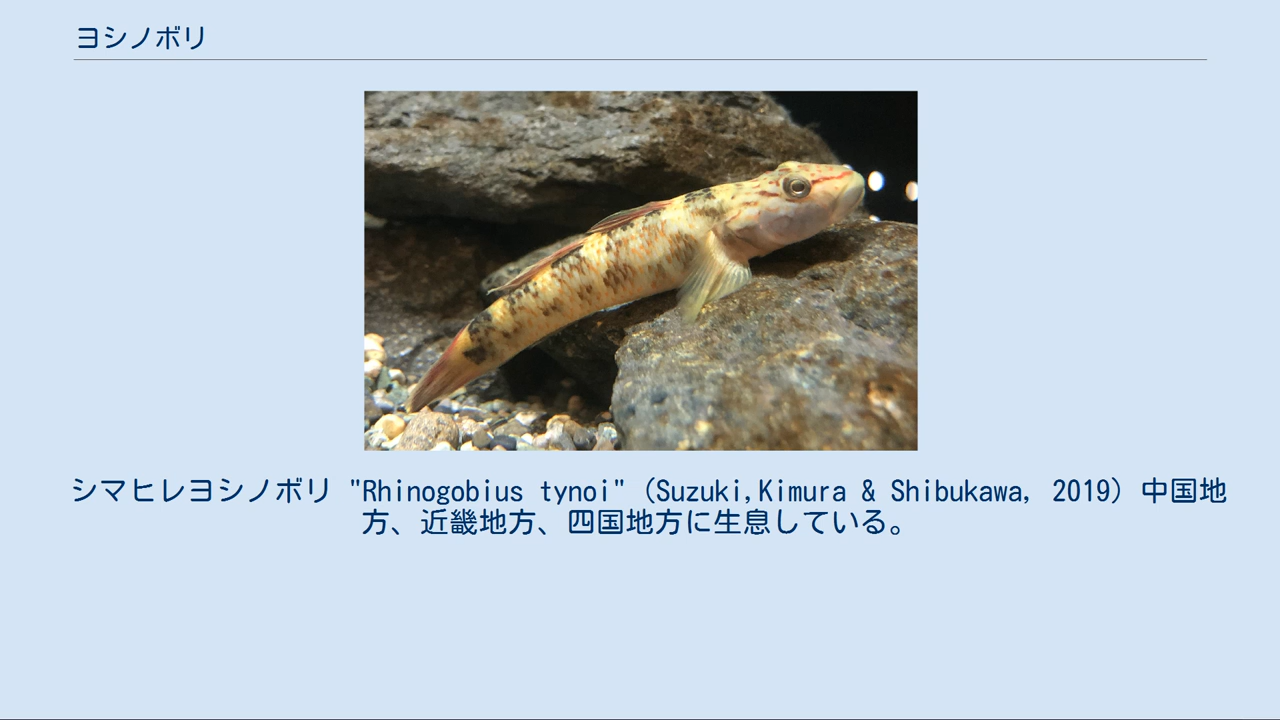 ヨシノボリ
シマヒレヨシノボリ "Rhinogobius tynoi" (Suzuki,Kimura & Shibukawa, 2019) 中国地
方、近畿地方、四国地方に生息している。